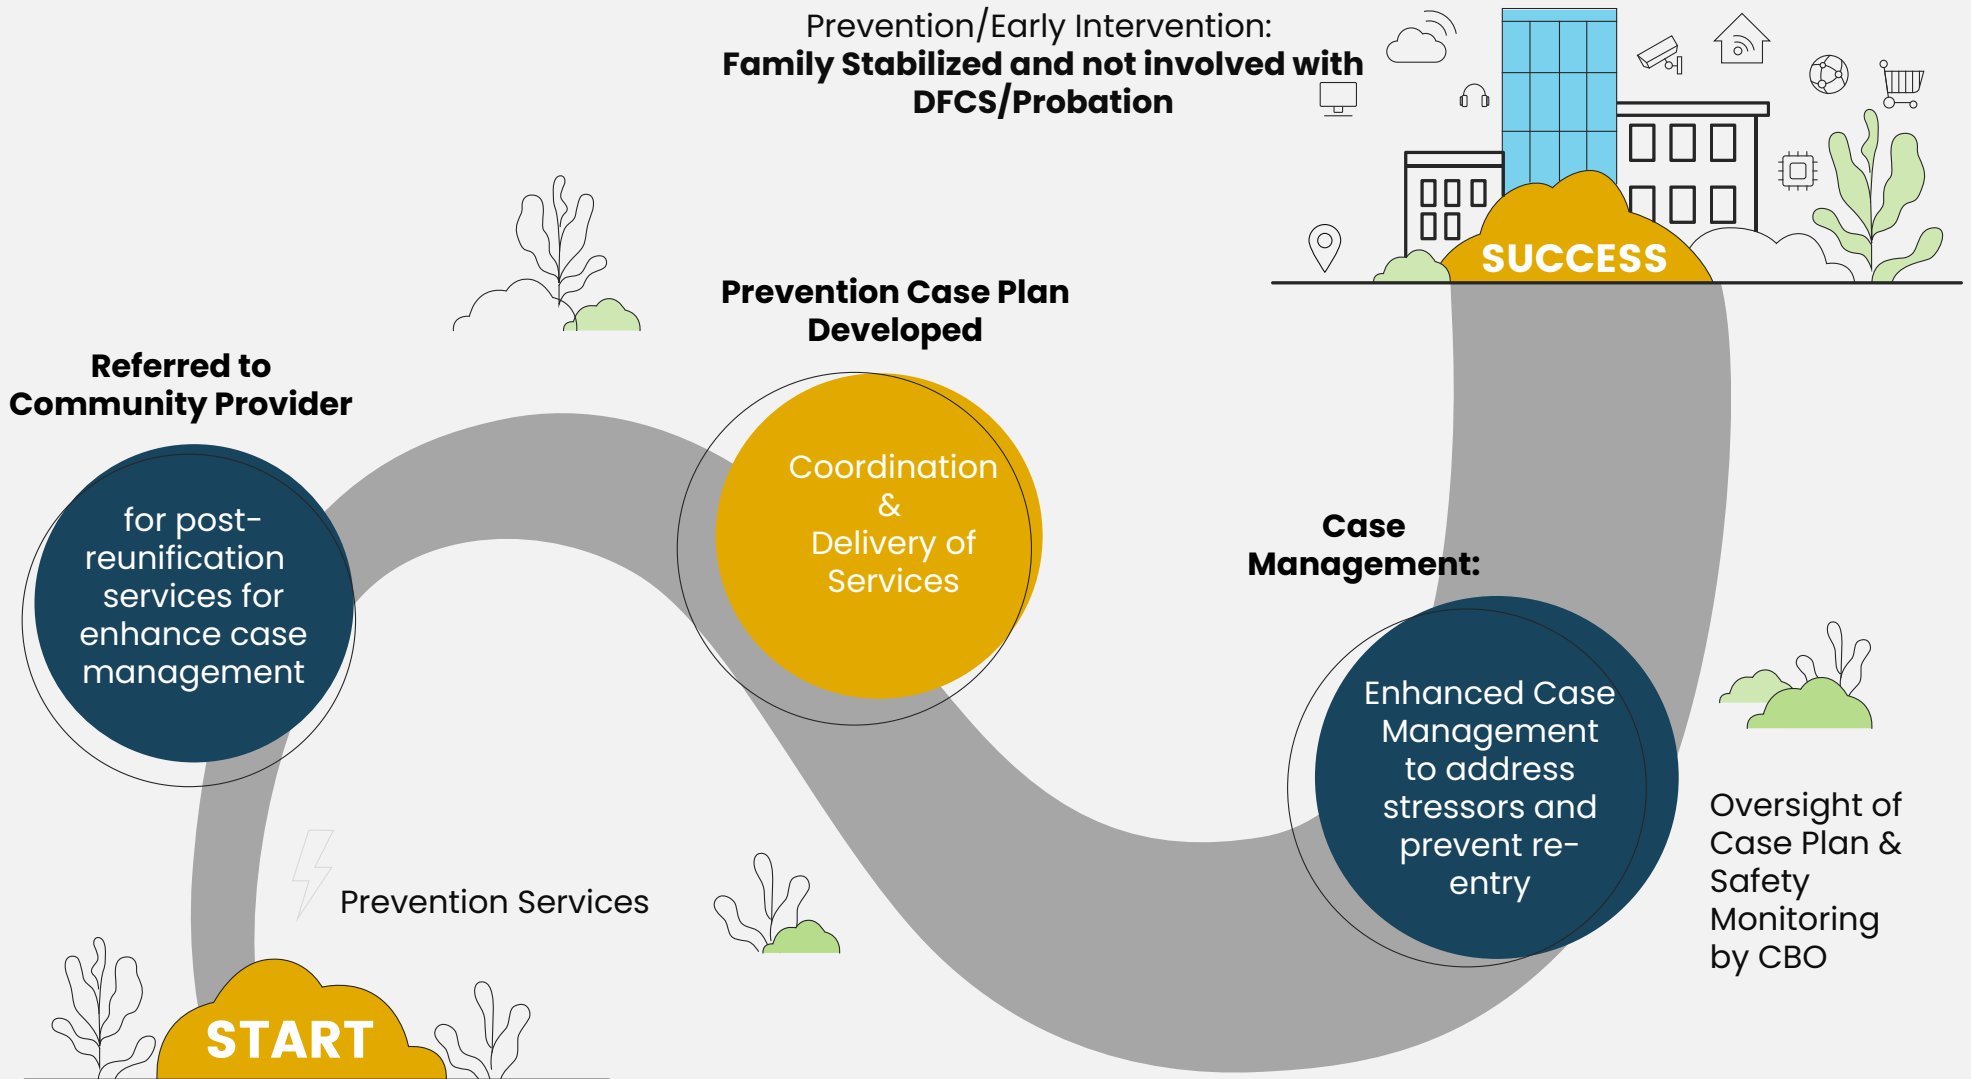 Prevention/Early Intervention:
Family Stabilized and not involved with
DFCS/Probation
SUCCESS
Prevention Case Plan
Developed
Referred to
Community Provider
for post-
reunification
services for
enhance case
management
Coordination
&
Delivery of
Services
Case
Management:
Enhanced Case
Management
to address
stressors and
prevent re-
entry
Oversight of
Case Plan &
Safety
Monitoring
by CBO
Prevention Services
START